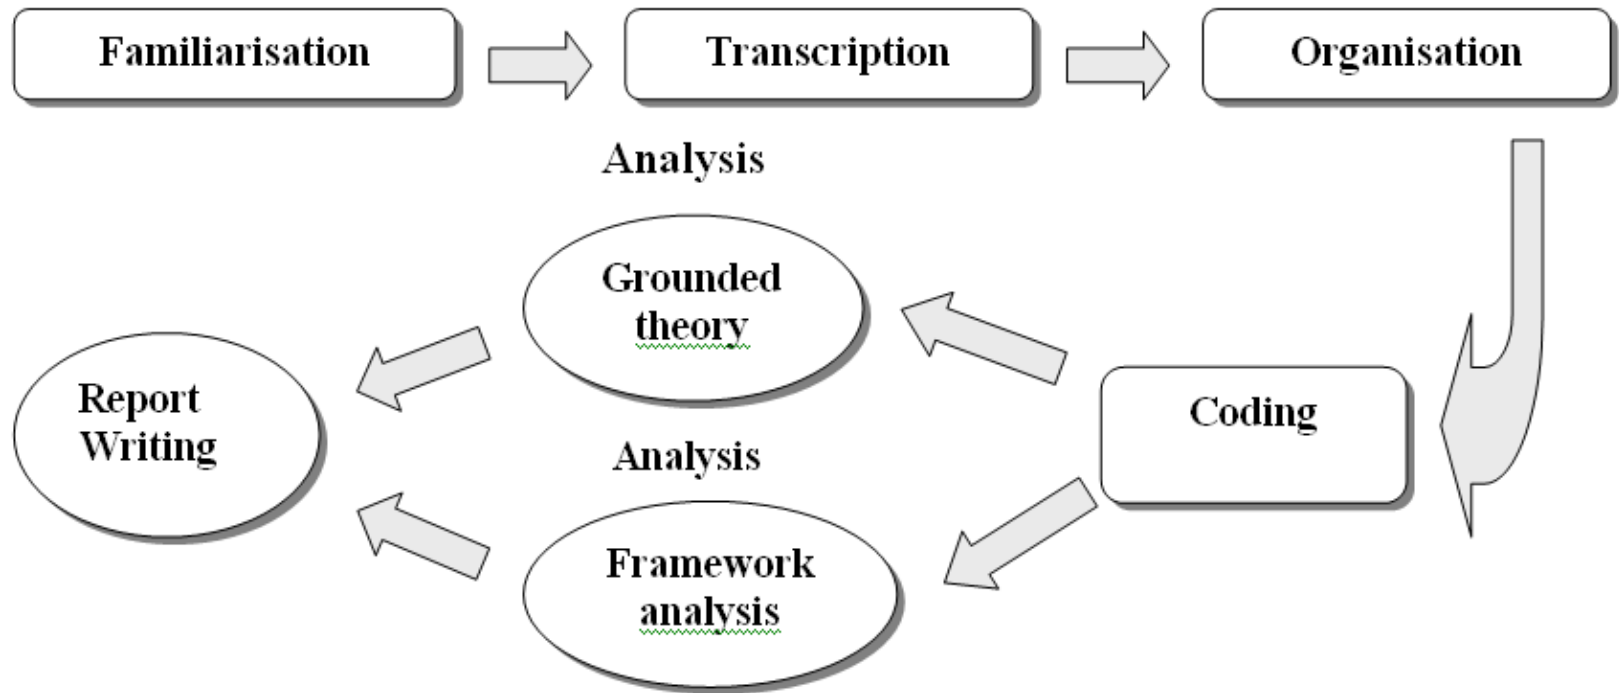 Familiarisation
Transcription
Organisation
Analysis
Grounded
theory
Coding
Report
Writing
Analysis
Framework
analysis